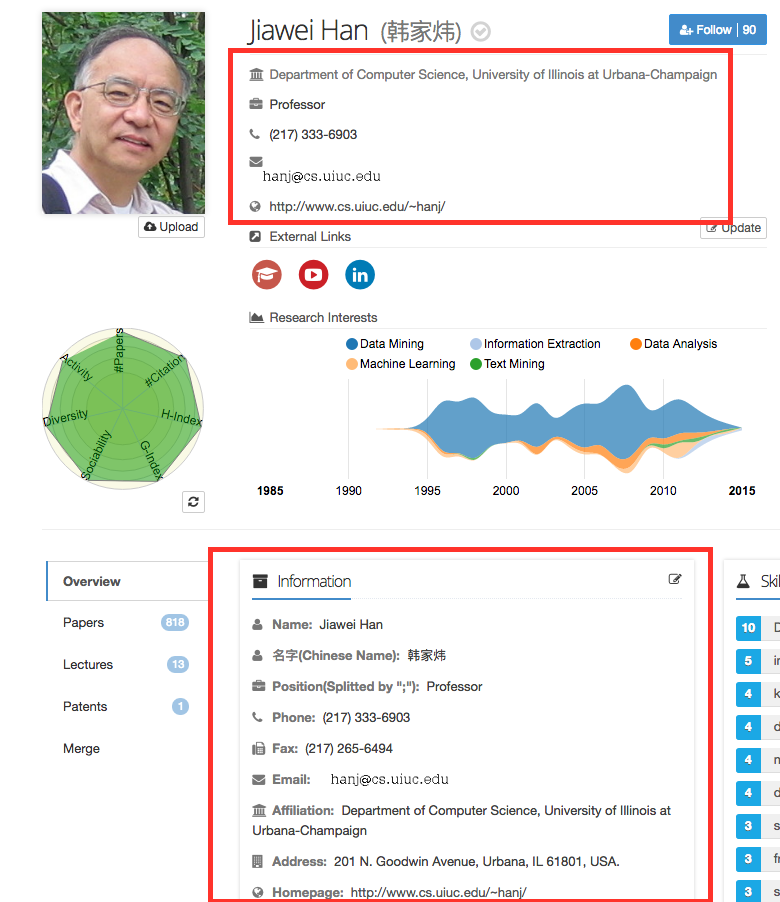 Jiawei Han (韩家炜)
Follow 90
Department of Computer Science, University of Illinois at Urbana-Champaign
Professor
(217) 333-6903
hanj@cs.uiuc.edu
http://www.cs.uiuc.edu/~hanj/
Upload
Update
External Links
in
Research Interests
Data Mining Information Extraction Data Analysis
Machine Learning Text Mining
#Papers
#Citation
H-Index
G-Index
Sociability
Diversity
Activity
1985 1990 1995 2000 2005 2010 2015
Overview
Papers 818
Lectures 13
Patents 1
Merge
Information
Name: Jiawei Han
名字(Chinese Name): 韩家炜
Position(Splitted by ";"): Professor
Phone: (217) 333-6903
Fax: (217) 265-6494
Email: hanj@cs.uiuc.edu
Affiliation: Department of Computer Science, University of Illinois at
Urbana-Champaign
Address: 201 N. Goodwin Avenue, Urbana, IL 61801, USA.
Homepage: http://www.cs.uiuc.edu/~hanj/
10
5
4
4
4
4
3
3
3